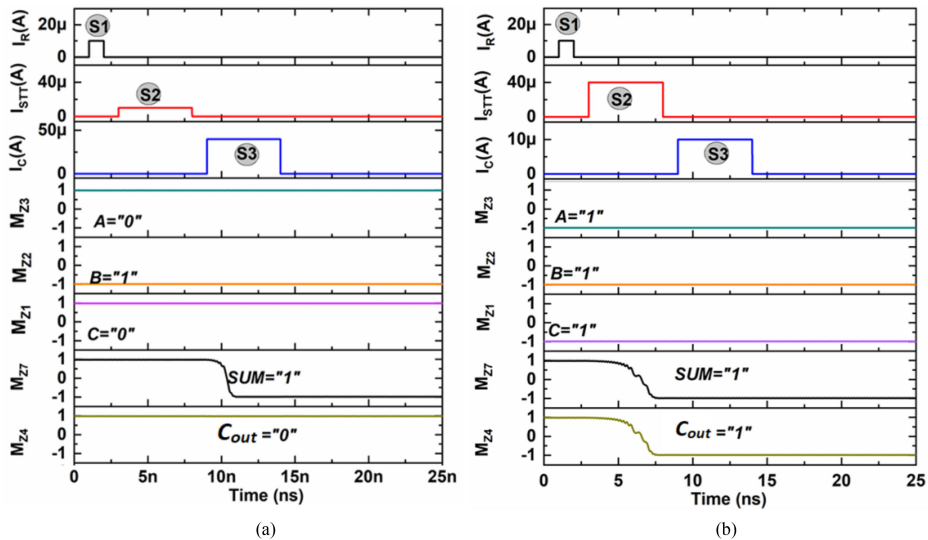 I_R(A)
20μ
0
S1
I_STT(A)
40μ
0
S2
I_C(A)
50μ
0
S3
M_Z3
1
0
-1
A="0"
M_Z2
1
0
-1
B="1"
M_Z1
1
0
-1
C="0"
M_Z7
1
0
-1
SUM="1"
M_Z4
1
0
-1
C_out ="0"
0 5n 10n 15n 20n 25n
Time (ns)
(a)
I_R(A)
20μ
0
S1
I_STT(A)
40μ
0
S2
I_C(A)
10μ
0
S3
M_Z3
1
0
-1
A="1"
M_Z2
1
0
-1
B="1"
M_Z1
1
0
-1
C="1"
M_Z7
1
0
-1
SUM="1"
M_Z4
1
0
-1
C_out ="1"
0 5 10 15 20 25
Time (ns)
(b)